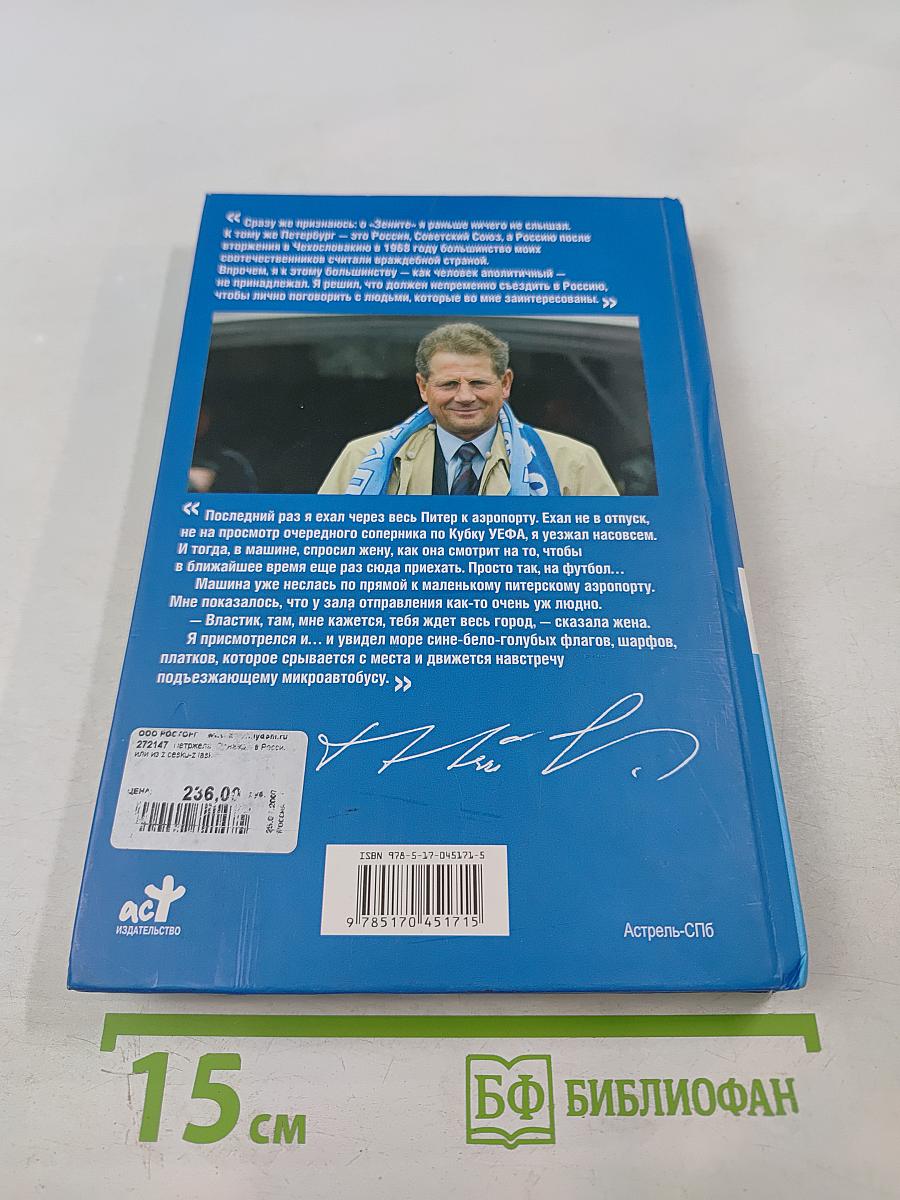 « Сразу же признаюсь: о «Зените» я раньше ничего не слышал.
К тому же Петербург — это Россия, Советский Союз, а Россию после
вторжения в Чехословакию в 1968 году большинство моих
соотечественников считали враждебной страной.
Впрочем, я к этому большинству — как человек аполитичный —
не принадлежал. Я решил, что должен непременно съездить в Россию,
чтобы лично поговорить с людьми, которые во мне заинтересованы. »
« Последний раз я ехал через весь Питер к аэропорту. Ехал не в отпуск,
не на просмотр очередного соперника по Кубку УЕФА, я уезжал насовсем.
И тогда, в машине, спросил жену, как она смотрит на то, чтобы
в ближайшее время еще раз сюда приехать. Просто так, на футбол...
Машина уже неслась по прямой к маленькому питерскому аэропорту.
Мне показалось, что у зала отправления как-то очень уж людно.
— Властик, там, мне кажется, тебя ждет весь город, — сказала жена.
Я присмотрелся и... и увидел море сине-бело-голубых флагов, шарфов,
платков, которое срывается с места и движется навстречу
подъезжающему микроавтобусу. »
ООО РОСТОРГ
272147 Петржела в Росси,
или из z cesku-z
ЦЕНА: 236,00 руб.
2007
Россия
ISBN 978-5-17-045171-5
9 785170 451715
аст
ИЗДАТЕЛЬСТВО
Астрель-СПб
15 см
БФ БИБЛИОФАН